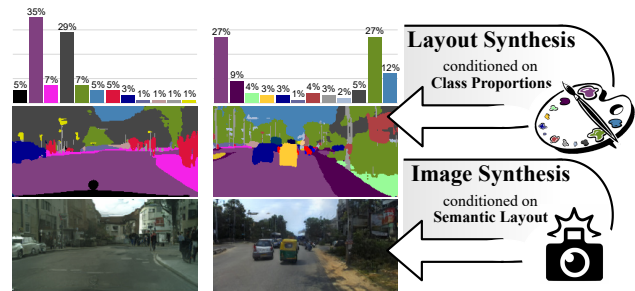 5% 35% 7% 29% 7% 5% 5% 3% 1% 1% 1% 1%
27% 9% 4% 3% 3% 1% 4% 3% 2% 5% 27% 12%
Layout Synthesis
conditioned on
Class Proportions
Image Synthesis
conditioned on
Semantic Layout